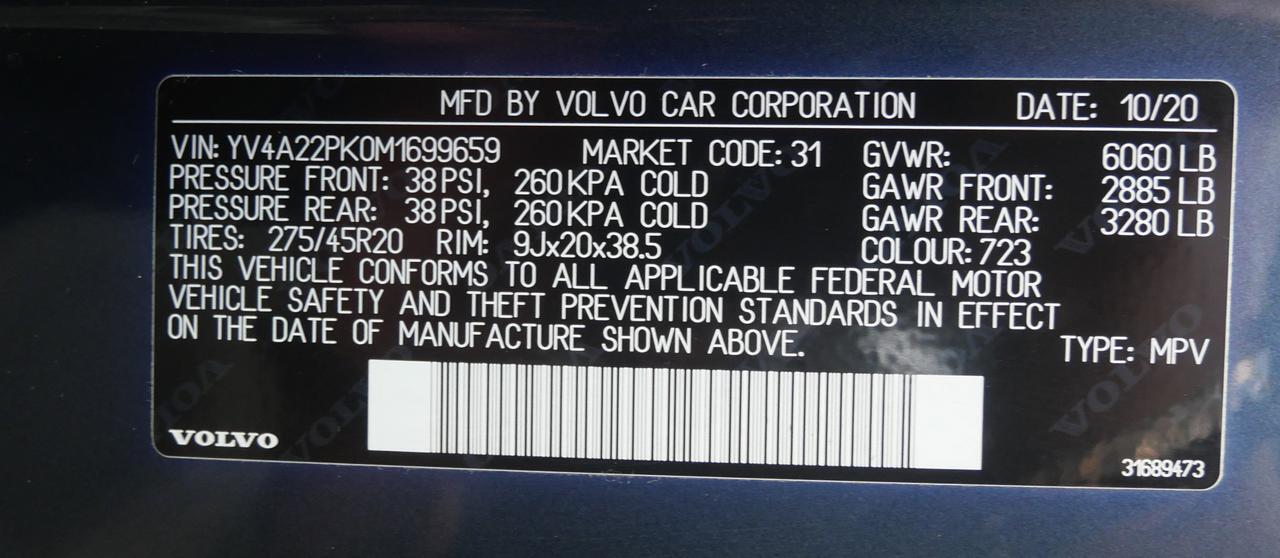 MFD BY VOLVO CAR CORPORATION DATE: 10/20
VIN: YV4A22PK0M1699659 MARKET CODE: 31 GVWR: 6060 LB
PRESSURE FRONT: 38 PSI, 260 KPA COLD GAWR FRONT: 2885 LB
PRESSURE REAR: 38 PSI, 260 KPA COLD GAWR REAR: 3280 LB
TIRES: 275/45R20 RIM: 9Jx20x38.5 COLOUR: 723
THIS VEHICLE CONFORMS TO ALL APPLICABLE FEDERAL MOTOR
VEHICLE SAFETY AND THEFT PREVENTION STANDARDS IN EFFECT
ON THE DATE OF MANUFACTURE SHOWN ABOVE.
TYPE: MPV
VOLVO
31689473